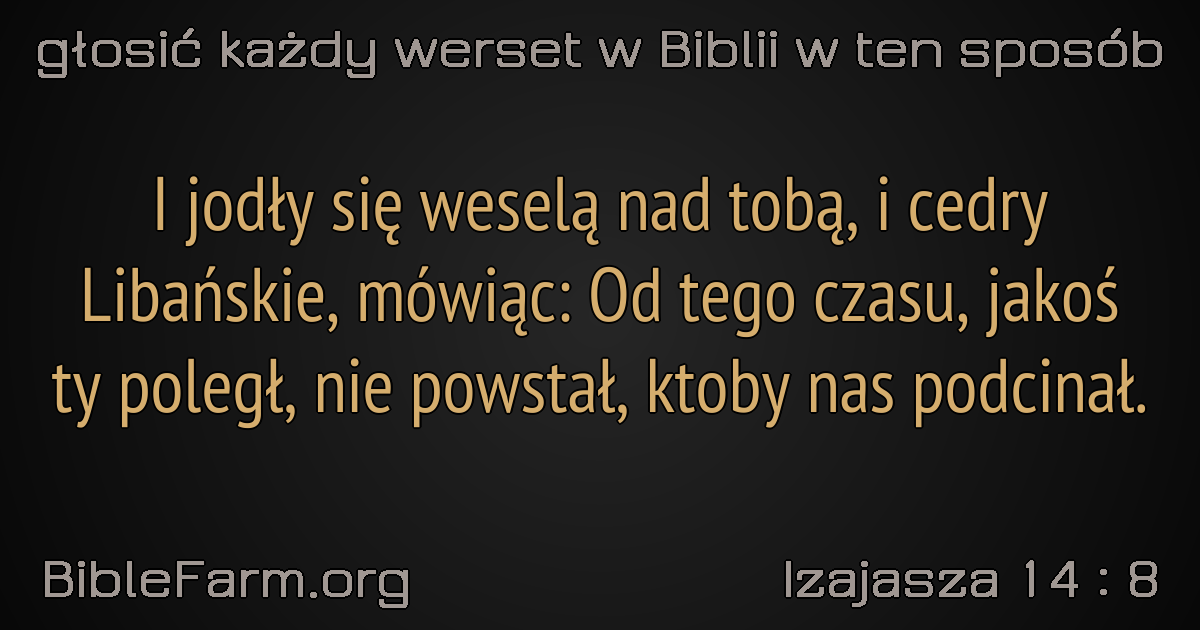 głosić każdy werset w Biblii w ten sposób
I jodły się weselą nad tobą, i cedry
Libańskie, mówiąc: Od tego czasu, jakoś
ty poległ, nie powstał, ktoby nas podcinał.
BibleFarm.org
Izajasza 14 : 8